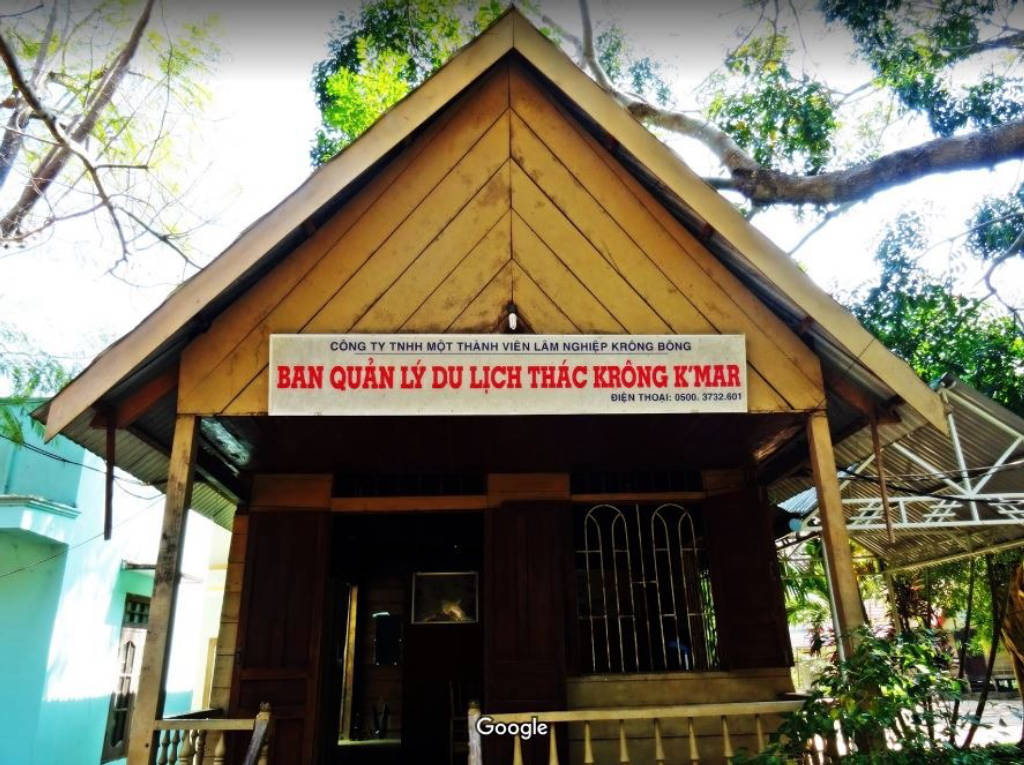 CÔNG TY TNHH MỘT THÀNH VIÊN LÂM NGHIỆP KRÔNG BÔNG
BAN QUẢN LÝ DU LỊCH THÁC KRÔNG K'MAR
ĐIỆN THOẠI: 0500. 3732.601
Google